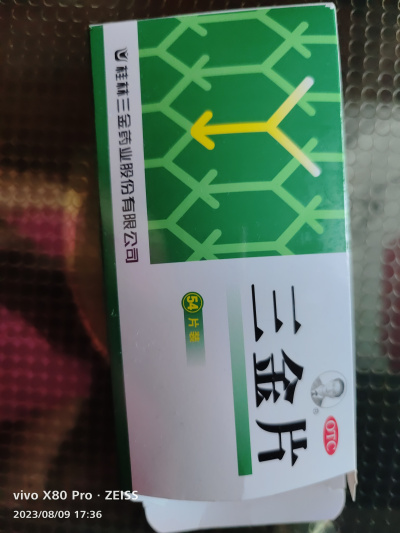 OTC
三金片
54片装
桂林三金药业股份有限公司
vivo X80 Pro · ZEISS
2023/08/09 17:36